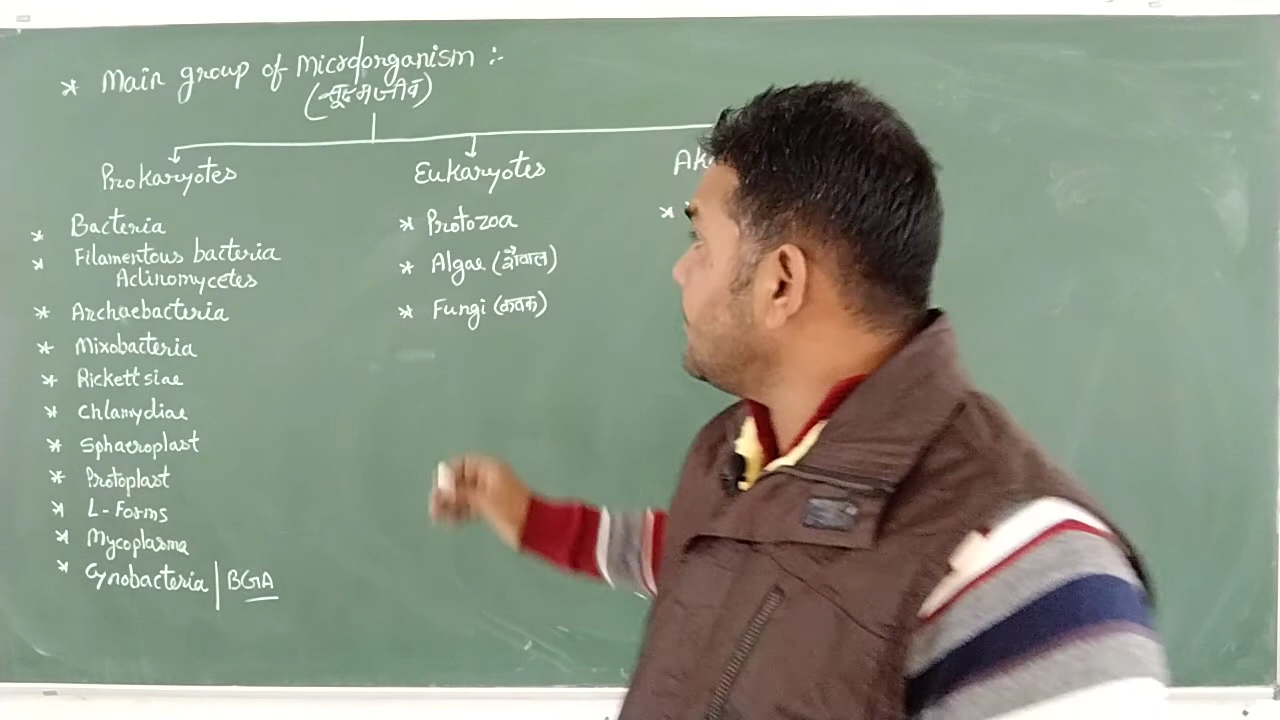 * Main group of Microorganism :-
(सूक्ष्मजीव)
Prokaryotes
* Bacteria
* Filamentous bacteria
Actinomycetes
* Archaebacteria
* Mixobacteria
* Rickettsiae
* Chlamydiae
* Sphaeroplast
* Protoplast
* L-Forms
* Mycoplasma
* Cynobacteria | BGA
Eukaryotes
* Protozoa
* Algae (शैवाल)
* Fungi (कवक)
*